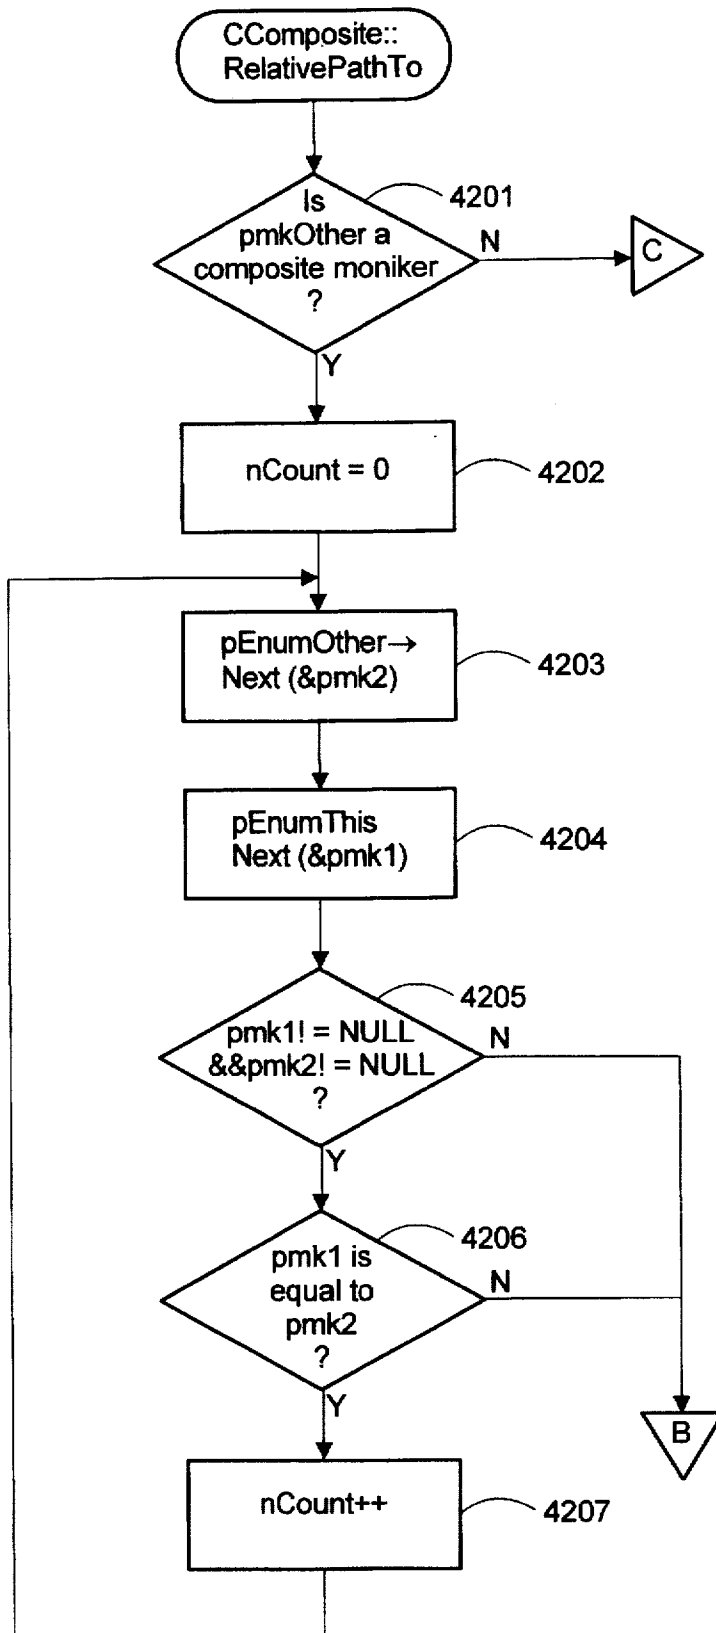 CComposite::
RelativePathTo
4201
Is
pmkOther a
composite moniker
?
N
C
Y
nCount = 0
4202
pEnumOther→
Next (&pmk2)
4203
pEnumThis
Next (&pmk1)
4204
4205
pmk1! = NULL
&&pmk2! = NULL
?
N
Y
4206
pmk1 is
equal to
pmk2
?
N
Y
B
nCount++
4207